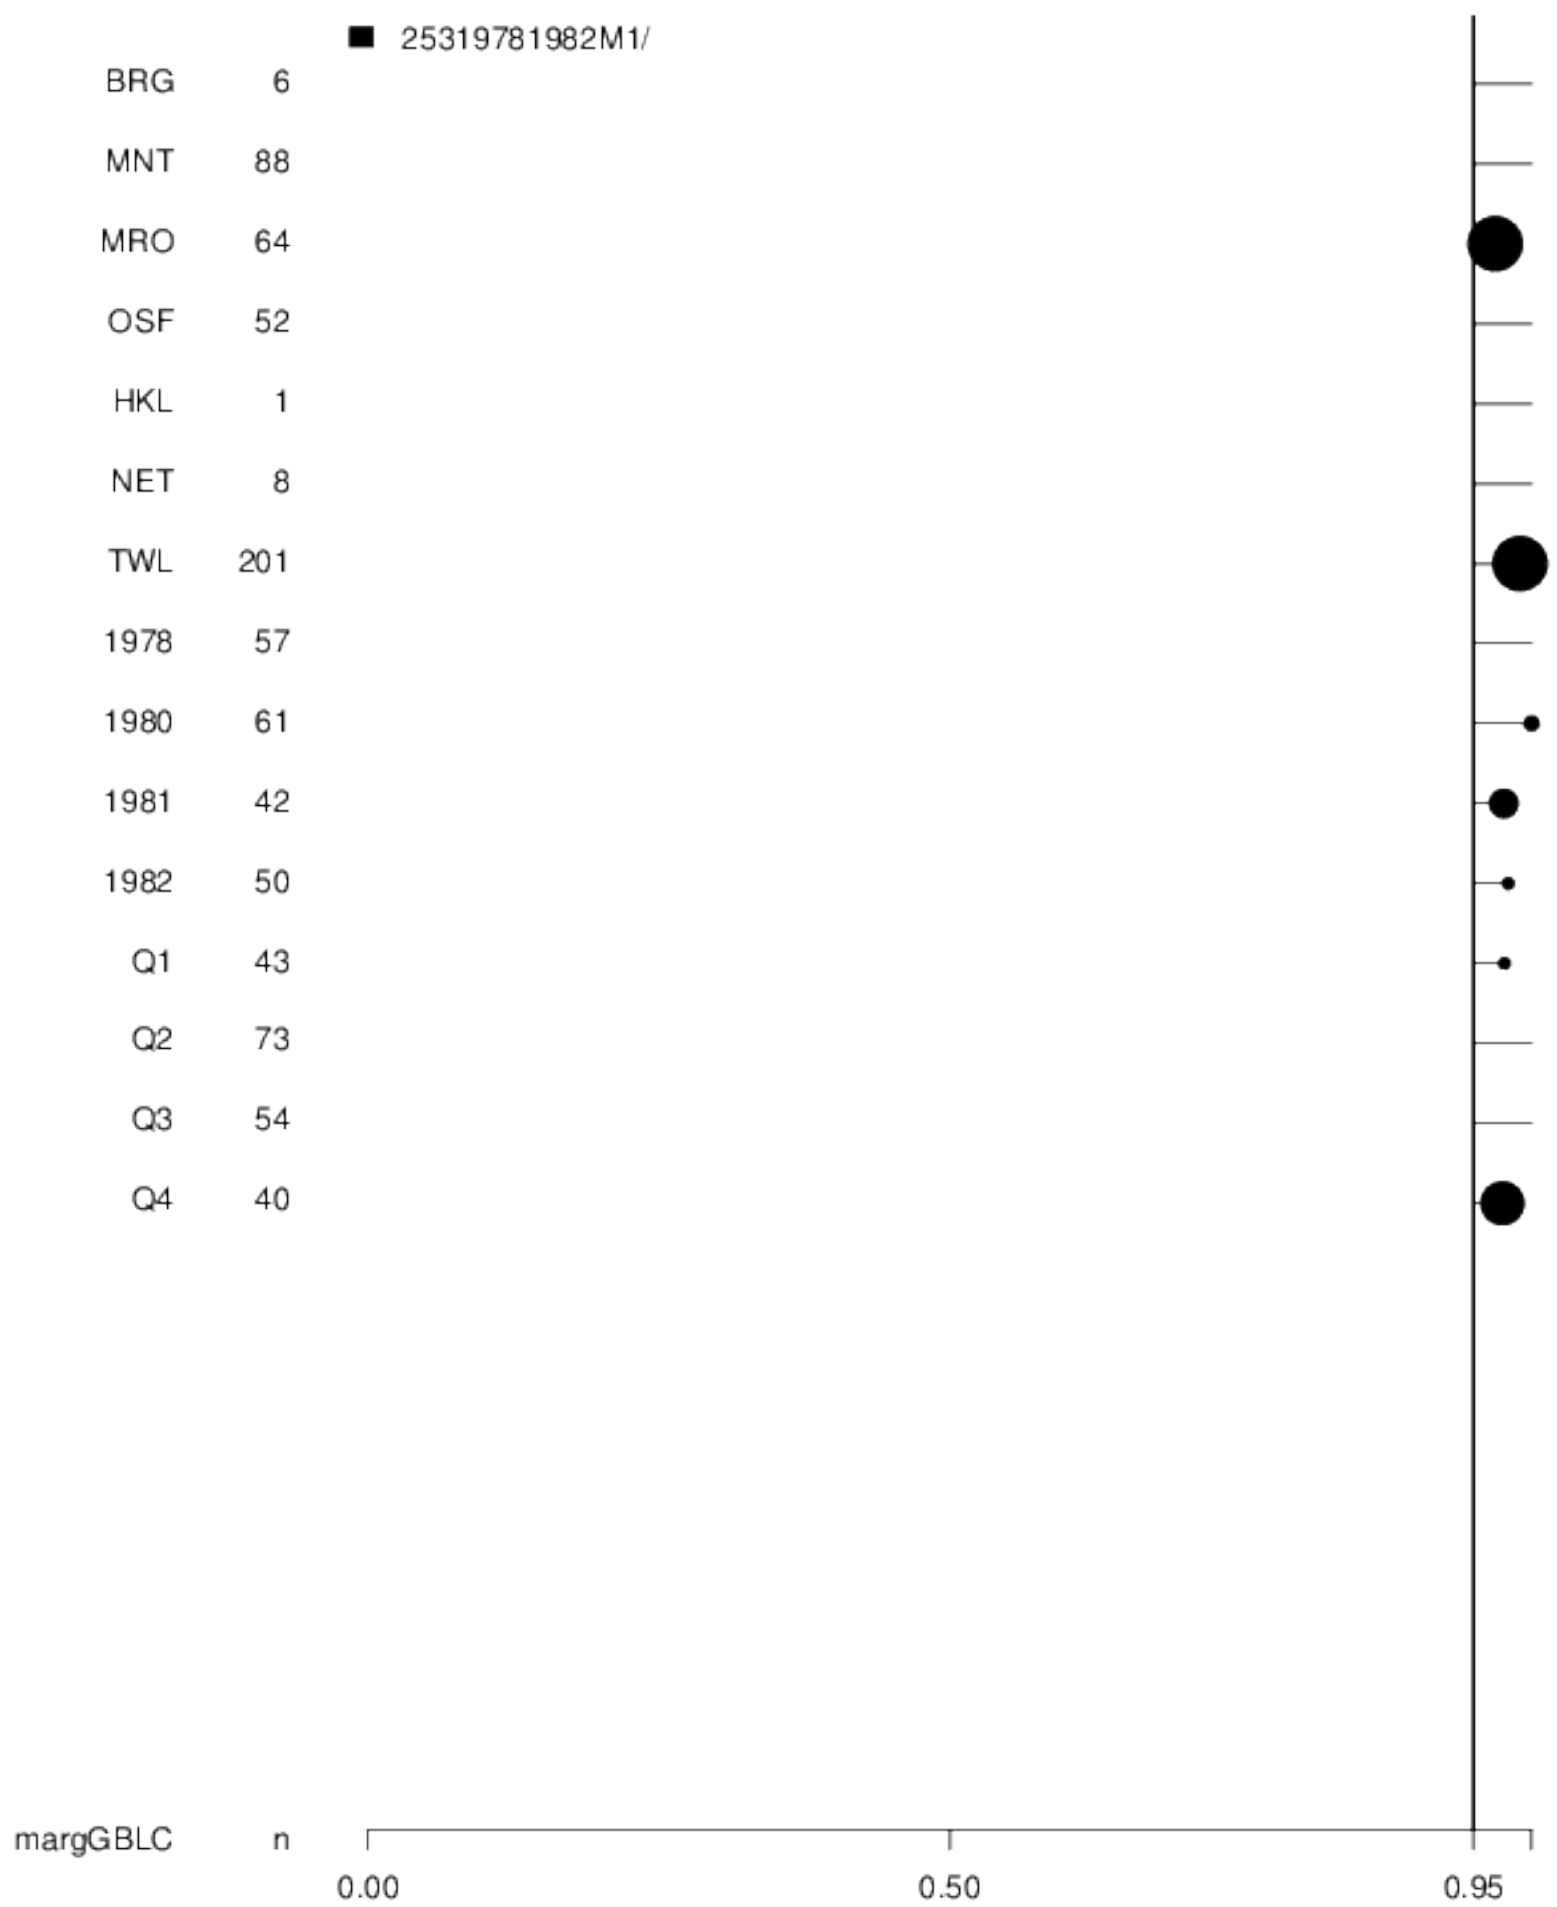 25319781982M1/
BRG 6
MNT 88
MRO 64
OSF 52
HKL 1
NET 8
TWL 201
1978 57
1980 61
1981 42
1982 50
Q1 43
Q2 73
Q3 54
Q4 40
margGBLC n
0.00 0.50 0.95